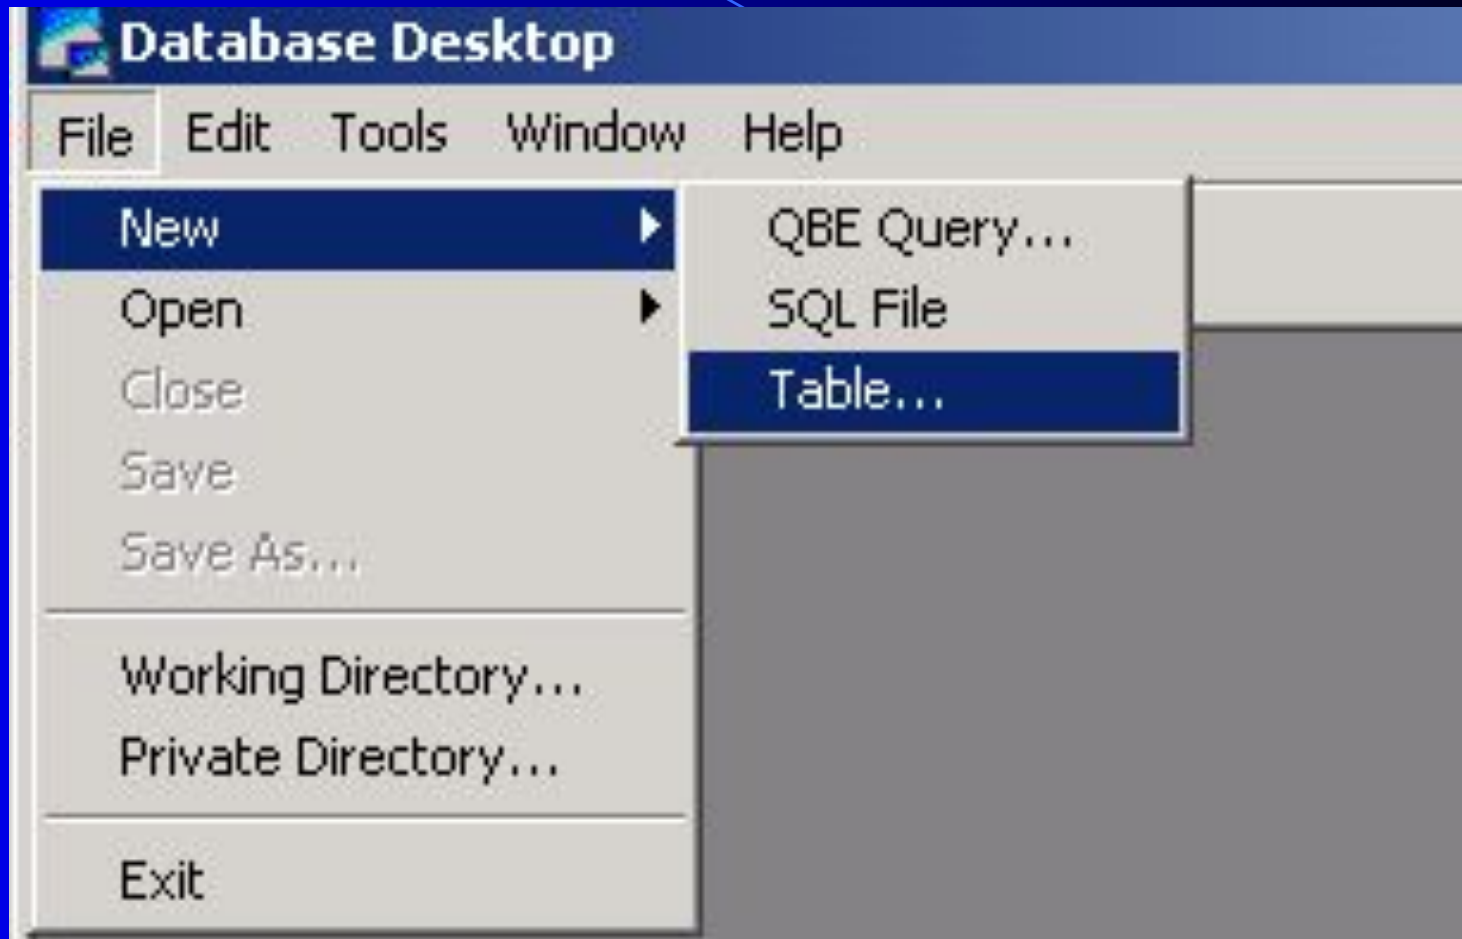 Database Desktop
File Edit Tools Window Help
New
QBE Query...
Open
SQL File
Close
Table...
Save
Save As...
Working Directory...
Private Directory...
Exit